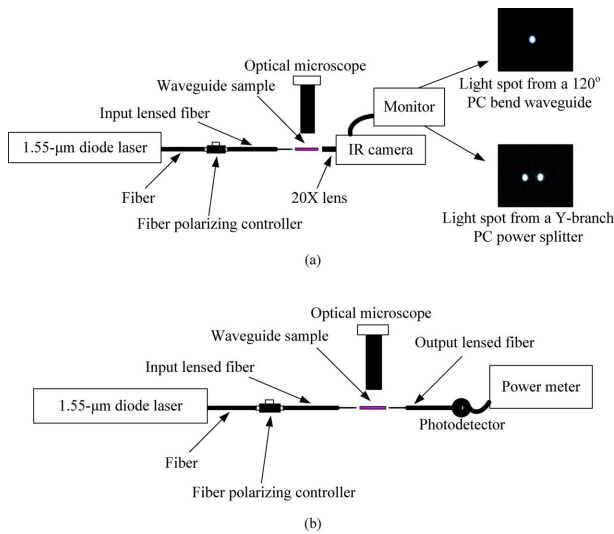 Optical microscope
Waveguide sample
Input lensed fiber
1.55-μm diode laser
Fiber
Fiber polarizing controller
20X lens
IR camera
Monitor
Light spot from a 120°
PC bend waveguide
Light spot from a Y-branch
PC power splitter
(a)
Optical microscope
Waveguide sample
Output lensed fiber
Input lensed fiber
1.55-μm diode laser
Power meter
Photodetector
Fiber
Fiber polarizing controller
(b)